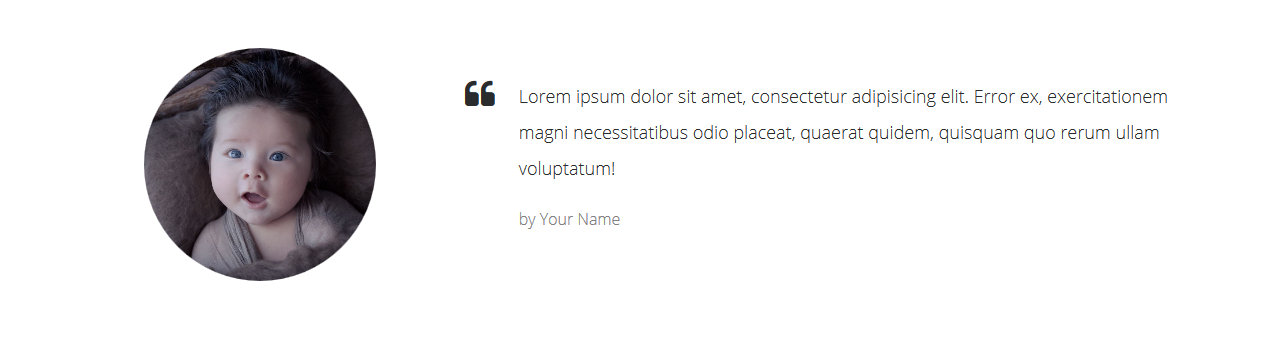 Lorem ipsum dolor sit amet, consectetur adipisicing elit. Error ex, exercitationem
magni necessitatibus odio placeat, quaerat quidem, quisquam quo rerum ullam
voluptatum!
by Your Name